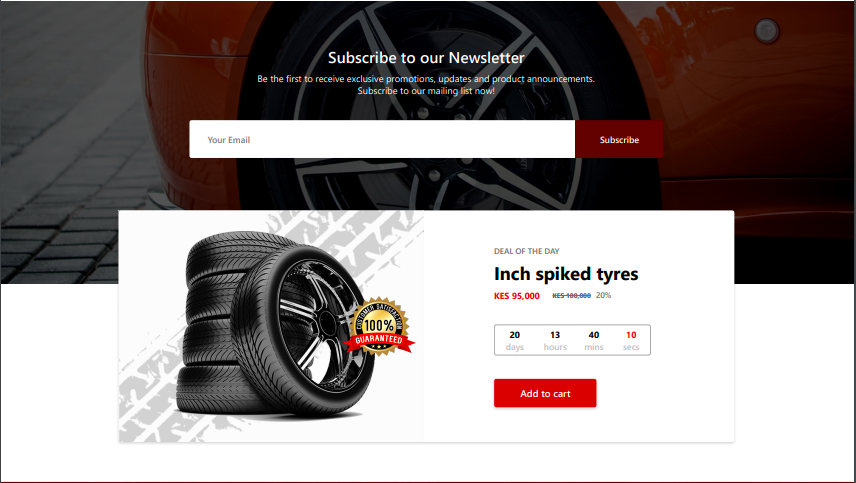 Subscribe to our Newsletter
Be the first to receive exclusive promotions, updates and product announcements.
Subscribe to our mailing list now!
Your Email
Subscribe
CUSTOMER SATISFACTION
100%
GUARANTEED
DEAL OF THE DAY
Inch spiked tyres
KES 95,000 KES 100,000 20%
20 13 40 10
days hours mins secs
Add to cart